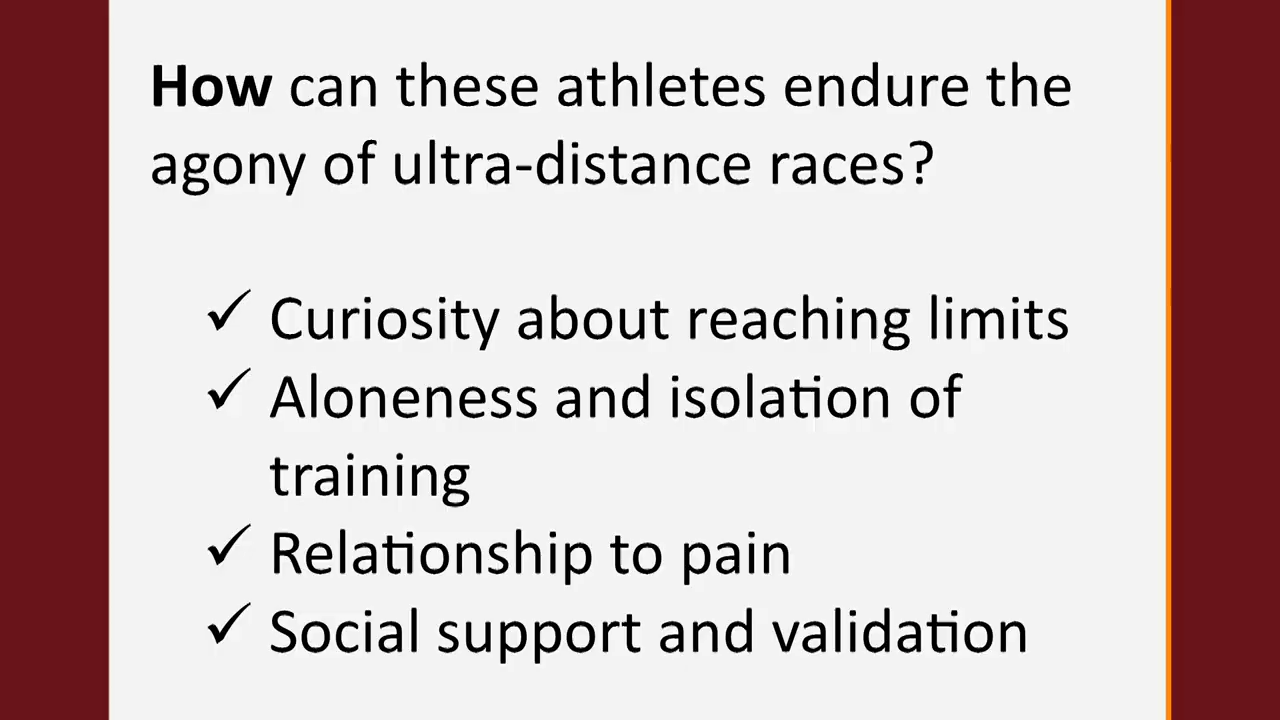 How can these athletes endure the
agony of ultra-distance races?
✓ Curiosity about reaching limits
✓ Aloneness and isolation of
training
✓ Relationship to pain
✓ Social support and validation